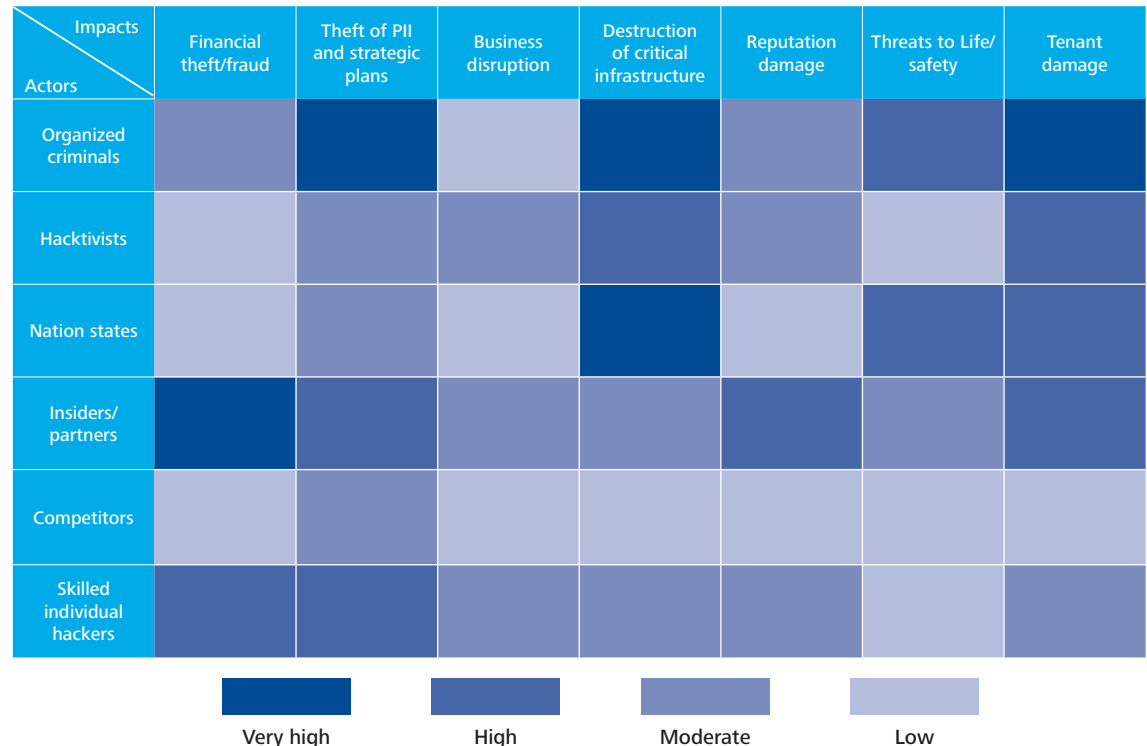 Impacts
Actors
Financial
theft/fraud
Theft of PII
and strategic
plans
Business
disruption
Destruction
of critical
infrastructure
Reputation
damage
Threats to Life/
safety
Tenant
damage
Organized
criminals
Hacktivists
Nation states
Insiders/
partners
Competitors
Skilled
individual
hackers
Very high
High
Moderate
Low